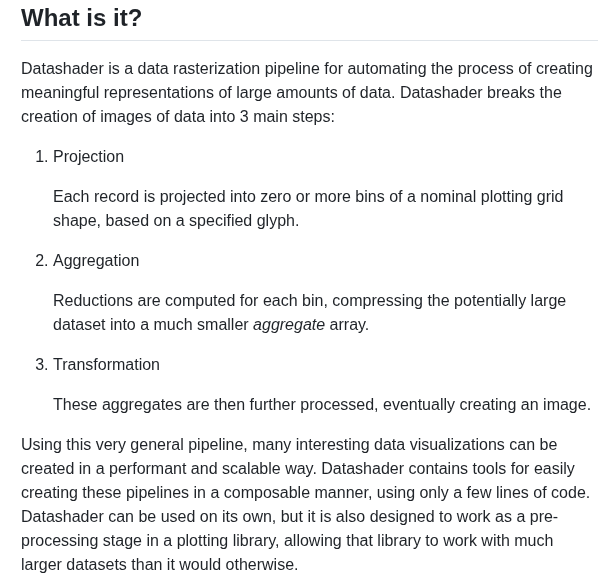 What is it?
Datashader is a data rasterization pipeline for automating the process of creating
meaningful representations of large amounts of data. Datashader breaks the
creation of images of data into 3 main steps:
1. Projection
Each record is projected into zero or more bins of a nominal plotting grid
shape, based on a specified glyph.
2. Aggregation
Reductions are computed for each bin, compressing the potentially large
dataset into a much smaller aggregate array.
3. Transformation
These aggregates are then further processed, eventually creating an image.
Using this very general pipeline, many interesting data visualizations can be
created in a performant and scalable way. Datashader contains tools for easily
creating these pipelines in a composable manner, using only a few lines of code.
Datashader can be used on its own, but it is also designed to work as a pre-
processing stage in a plotting library, allowing that library to work with much
larger datasets than it would otherwise.